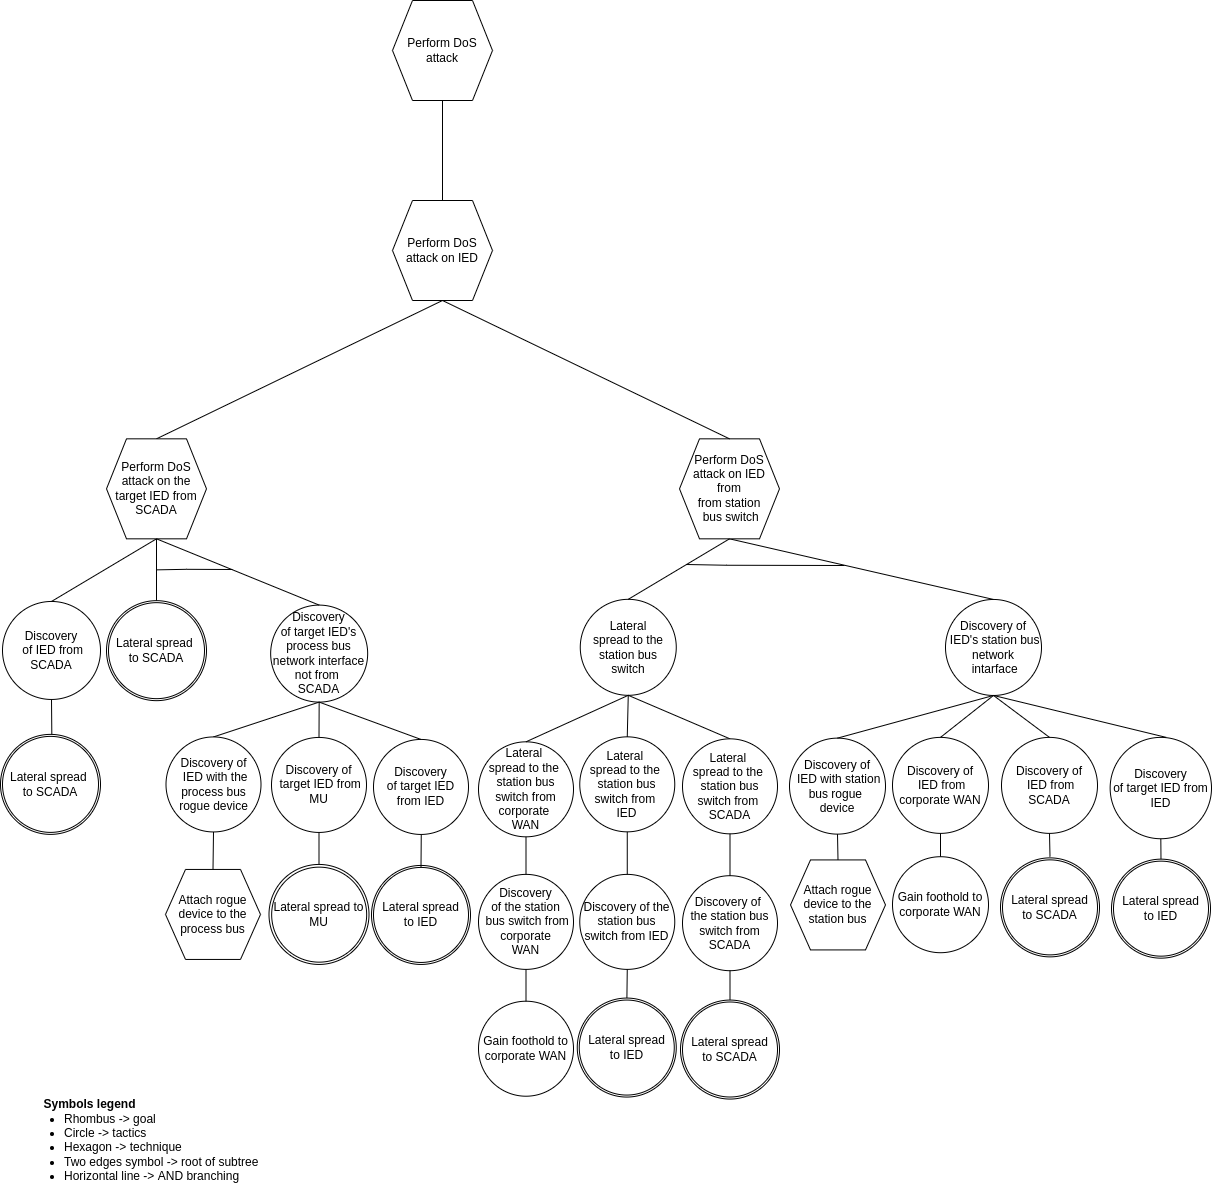 Perform DoS
attack
Perform DoS
attack on IED
Perform DoS
attack on the
target IED from
SCADA
Perform DoS
attack on IED
from
from station
bus switch
Discovery
of IED from
SCADA
Lateral spread
to SCADA
Discovery
of target IED's
process bus
network interface
not from
SCADA
Lateral
spread to the
station bus
switch
Discovery of
IED's station bus
network
intarface
Lateral spread
to SCADA
Discovery of
IED with the
process bus
rogue device
Discovery of
target IED from
MU
Discovery
of target IED
from IED
Lateral
spread to the
station bus
switch from
corporate
WAN
Lateral
spread to the
station bus
switch from
IED
Lateral
spread to the
station bus
switch from
SCADA
Discovery of
IED with station
bus rogue
device
Discovery of
IED from
corporate WAN
Discovery of
IED from
SCADA
Discovery
of target IED from
IED
Attach rogue
device to the
process bus
Lateral spread to
MU
Lateral spread
to IED
Discovery
of the station
bus switch from
corporate
WAN
Discovery of the
station bus
switch from IED
Discovery of
the station bus
switch from
SCADA
Attach rogue
device to the
station bus
Gain foothold to
corporate WAN
Lateral spread
to SCADA
Lateral spread
to IED
Gain foothold to
corporate WAN
Lateral spread
to IED
Lateral spread
to SCADA
Symbols legend
• Rhombus -> goal
• Circle -> tactics
• Hexagon -> technique
• Two edges symbol -> root of subtree
• Horizontal line -> AND branching